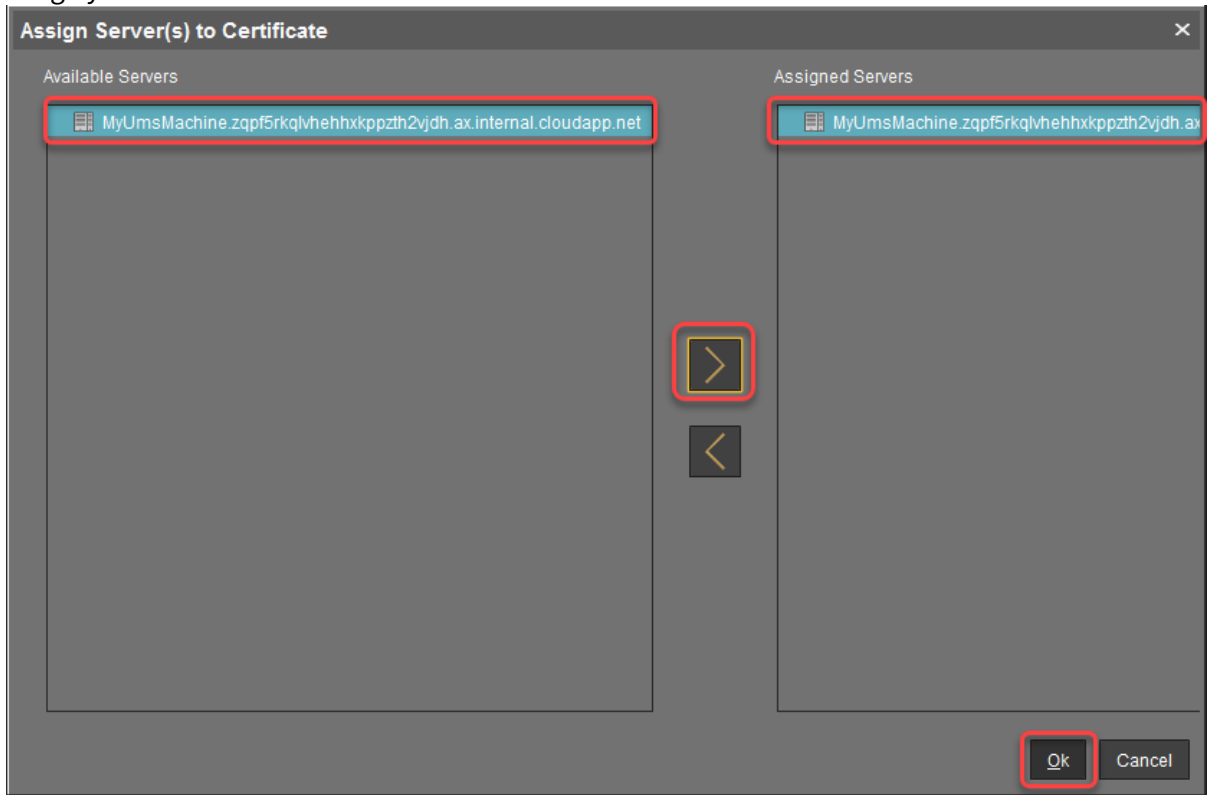 Assign Server(s) to Certificate
Available Servers
Assigned Servers
MyUmsMachine.zqpf5rkqlvhehhxkppzth2vjdh.ax.internal.cloudapp.net
MyUmsMachine.zqpf5rkqlvhehhxkppzth2vjdh.ax
Ok
Cancel